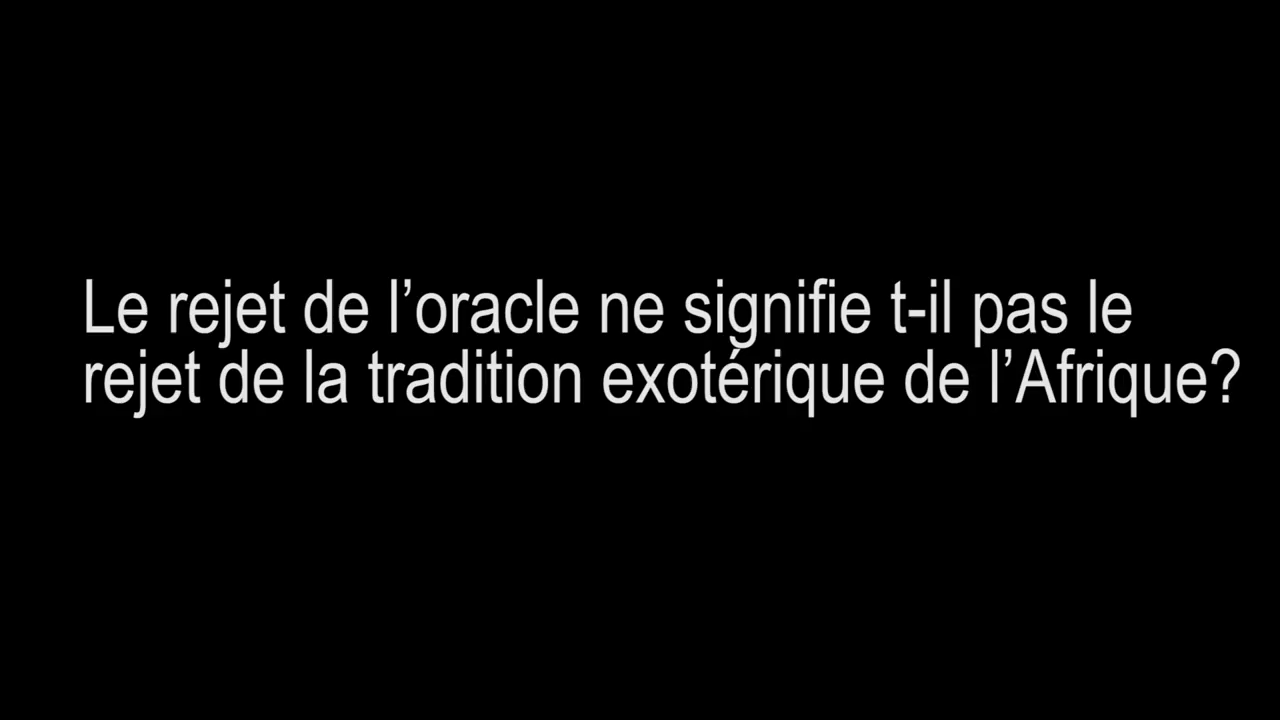 Le rejet de l’oracle ne signifie t-il pas le
rejet de la tradition exotérique de l’Afrique?